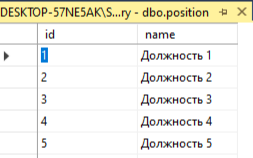 DESKTOP-57NE5AK\S...ry - dbo.position
id name
1 Должность 1
2 Должность 2
3 Должность 3
4 Должность 4
5 Должность 5